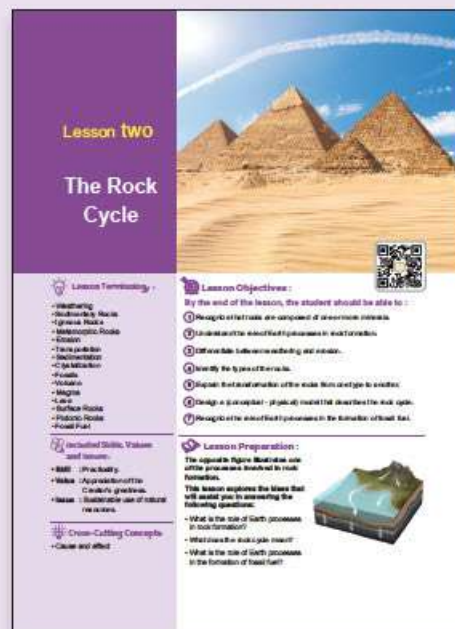 Lesson two
The Rock
Cycle
Lesson Terminology :
• Weathering
• Sedimentary Rocks
• Igneous Rocks
• Metamorphic Rocks
• Erosion
• Transportation
• Sedimentation
• Crystallization
• Fossils
• Volcano
• Magma
• Lava
• Surface Rocks
• Plutonic Rocks
• Fossil Fuel
Included Skills, Values
and Issues :
• Skill : Practicality.
• Value : Appreciation of the
Creator's greatness.
• Issue : Sustainable use of natural
resources.
Cross-Cutting Concepts
• Cause and effect
Lesson Objectives :
By the end of the lesson, the student should be able to :
1 Recognize that rocks are composed of one or more minerals.
2 Understand the role of Earth processes in rock formation.
3 Differentiate between weathering and erosion.
4 Identify the types of the rocks.
5 Explain the transformation of the rocks from one type to another.
6 Design a (conceptual - physical) model that describes the rock cycle.
7 Recognize the role of Earth processes in the formation of fossil fuel.
Lesson Preparation :
The opposite figure illustrates one
of the processes involved in rock
formation.
This lesson explores the ideas that
will assist you in answering the
following questions:
• What is the role of Earth processes
in rock formation?
• What does the rock cycle mean?
• What is the role of Earth processes
in the formation of fossil fuel?